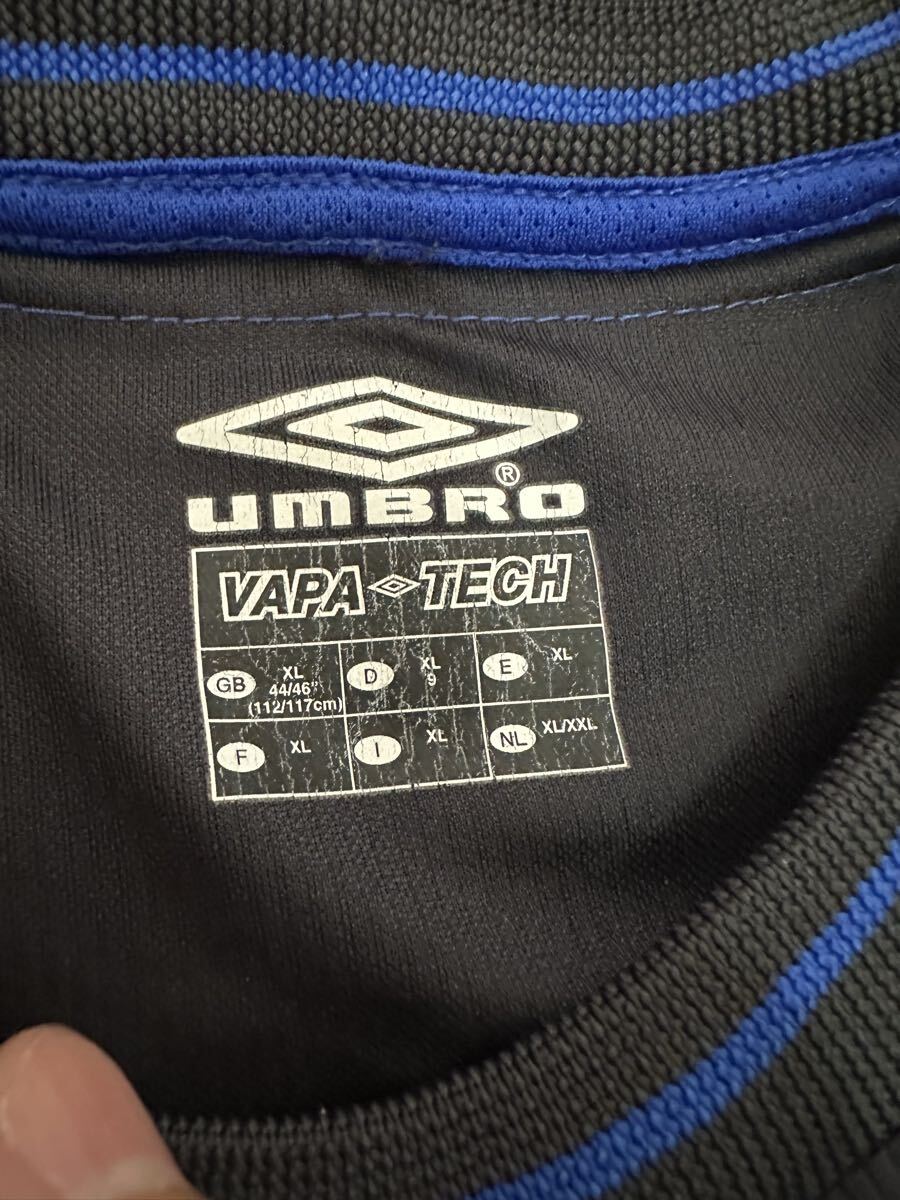 UMBRO®
VAPA TECH
GB XL 44/46" (112/117cm)
D XL 9
E XL
F XL
I XL
NL XL/XXL